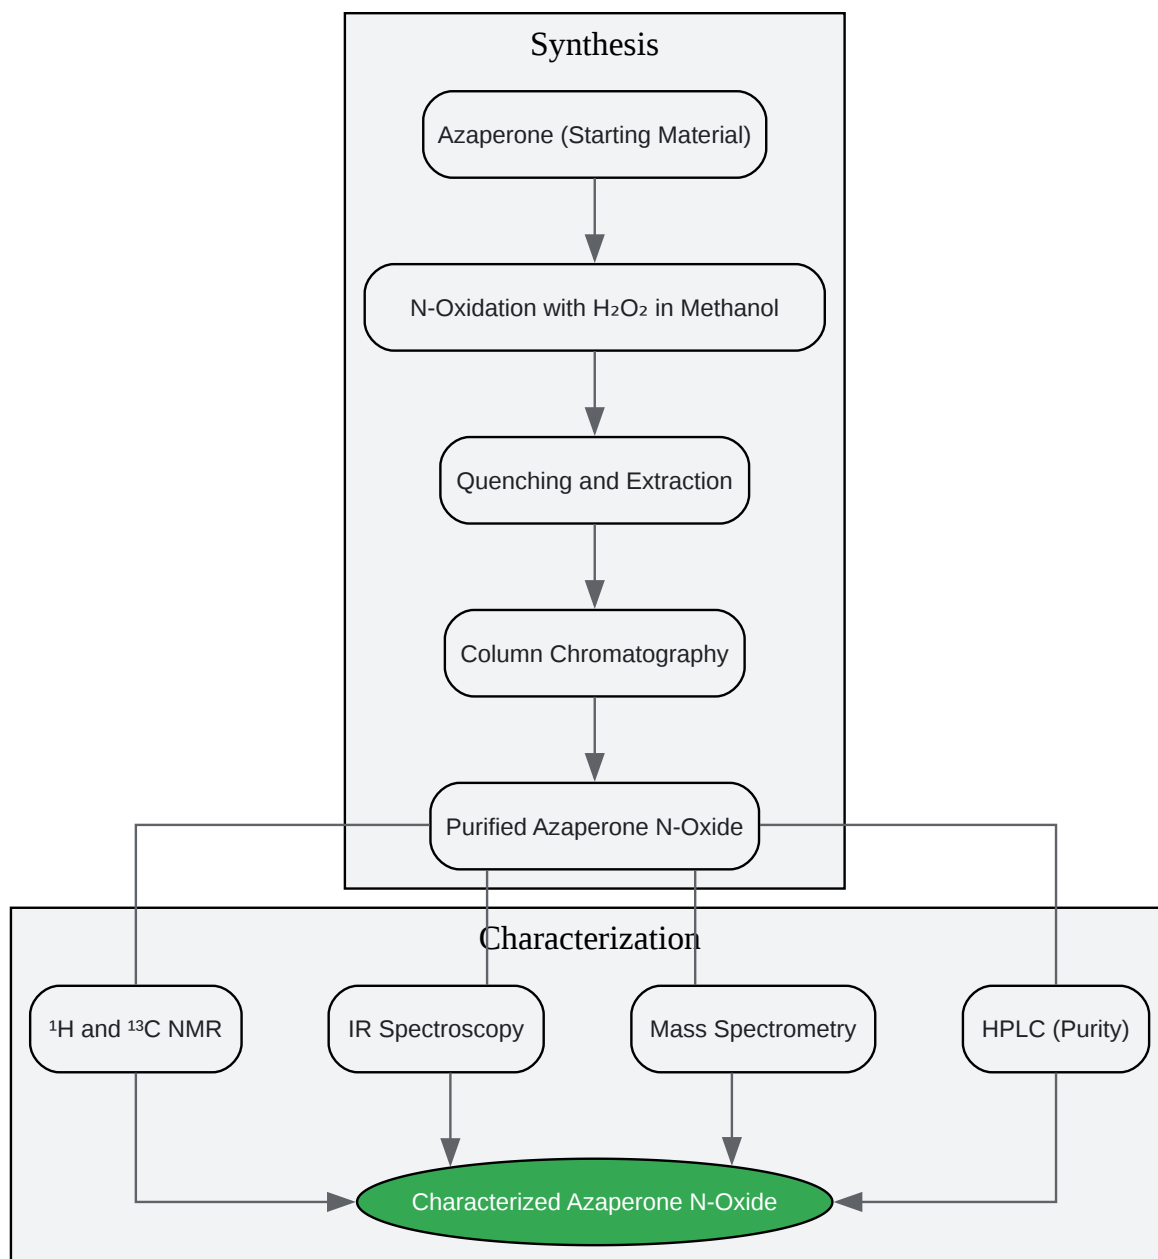 Synthesis
Azaperone (Starting Material)
N-Oxidation with H₂O₂ in Methanol
Quenching and Extraction
Column Chromatography
Purified Azaperone N-Oxide
Characterization
¹H and ¹³C NMR
IR Spectroscopy
Mass Spectrometry
HPLC (Purity)
Characterized Azaperone N-Oxide